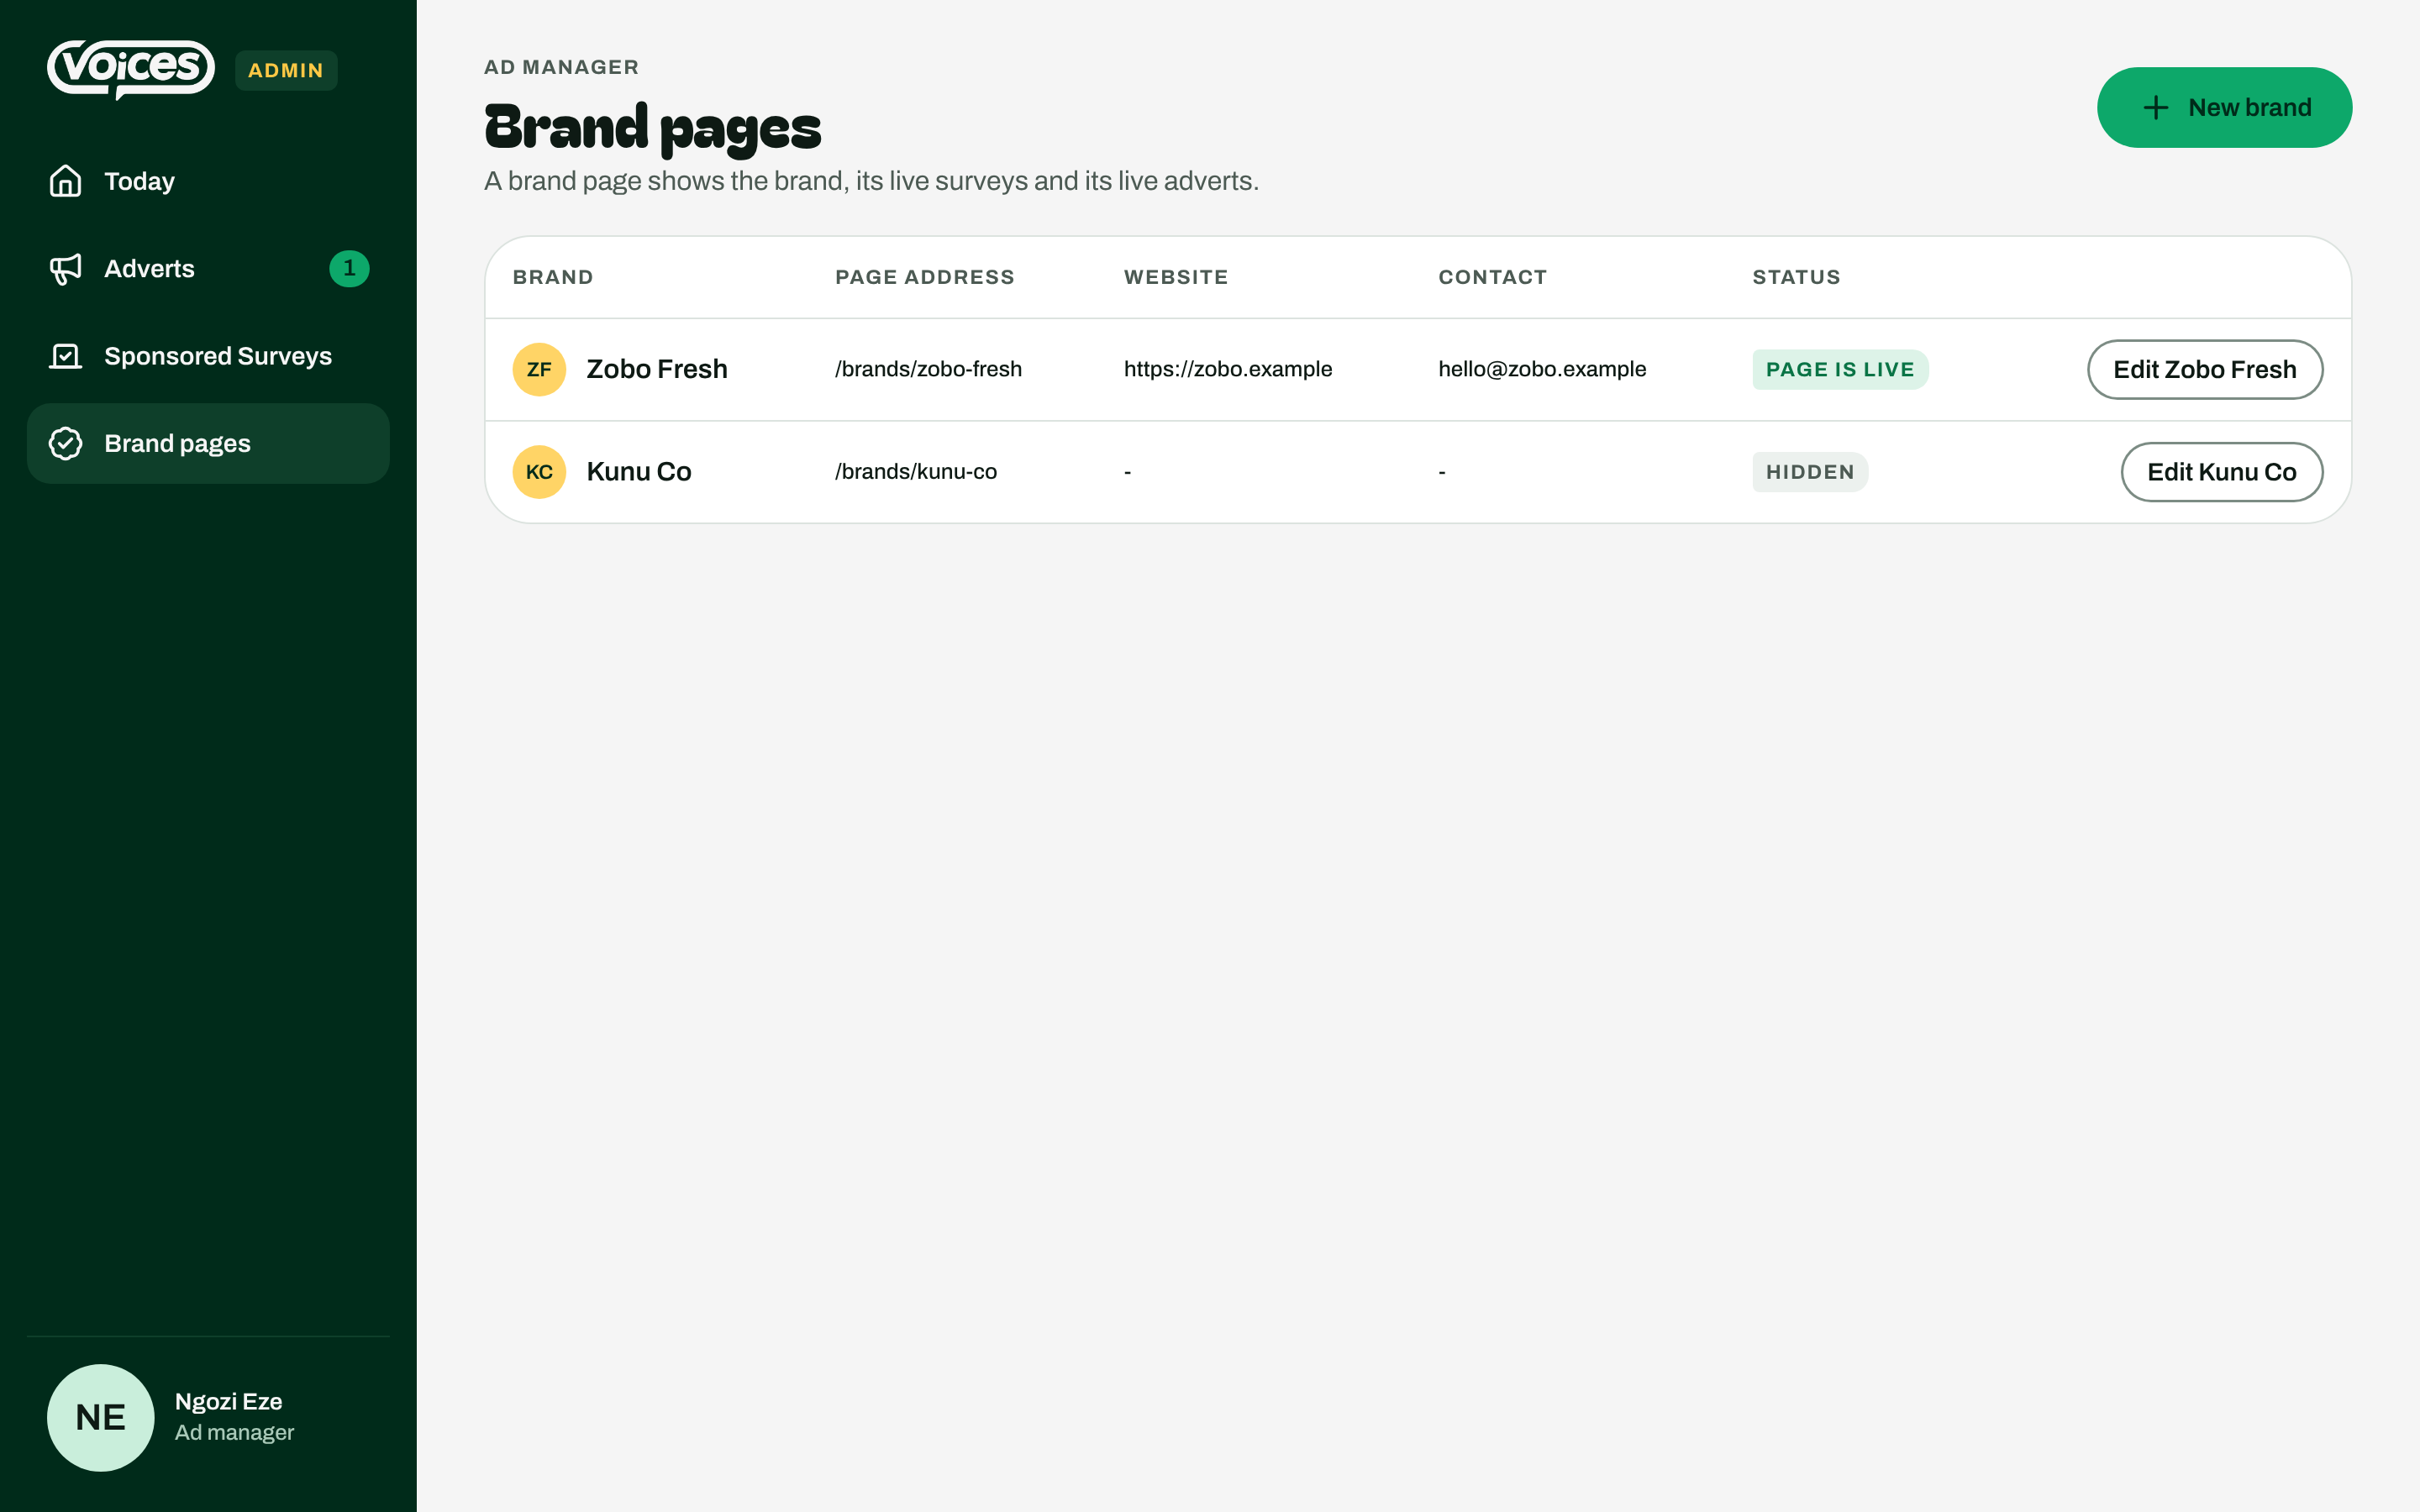 Voices ADMIN
Today
Adverts 1
Sponsored Surveys
Brand pages
NE
Ngozi Eze
Ad manager
AD MANAGER
Brand pages
A brand page shows the brand, its live surveys and its live adverts.
New brand
BRAND PAGE ADDRESS WEBSITE CONTACT STATUS
ZF Zobo Fresh /brands/zobo-fresh https://zobo.example hello@zobo.example PAGE IS LIVE Edit Zobo Fresh
KC Kunu Co /brands/kunu-co - - HIDDEN Edit Kunu Co